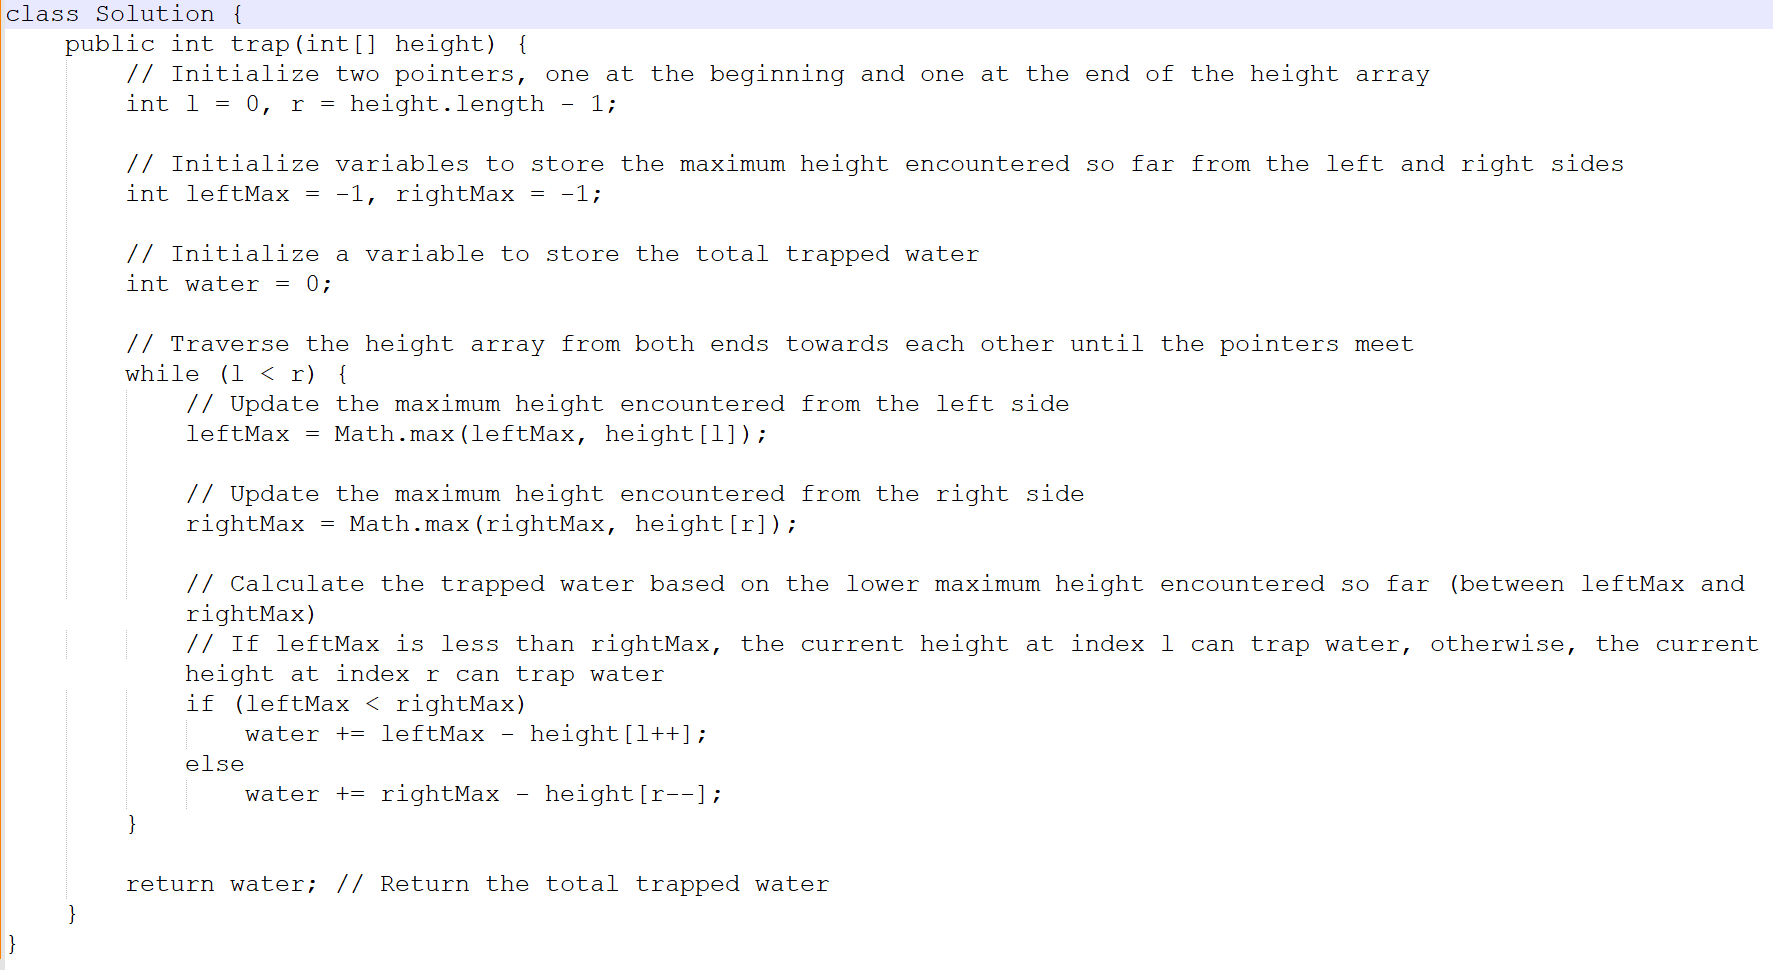 class Solution {
    public int trap(int[] height) {
        // Initialize two pointers, one at the beginning and one at the end of the height array
        int l = 0, r = height.length - 1;

        // Initialize variables to store the maximum height encountered so far from the left and right sides
        int leftMax = -1, rightMax = -1;

        // Initialize a variable to store the total trapped water
        int water = 0;

        // Traverse the height array from both ends towards each other until the pointers meet
        while (l < r) {
            // Update the maximum height encountered from the left side
            leftMax = Math.max(leftMax, height[l]);

            // Update the maximum height encountered from the right side
            rightMax = Math.max(rightMax, height[r]);

            // Calculate the trapped water based on the lower maximum height encountered so far (between leftMax and
            rightMax)
            // If leftMax is less than rightMax, the current height at index l can trap water, otherwise, the current
            height at index r can trap water
            if (leftMax < rightMax)
                water += leftMax - height[l++];
            else
                water += rightMax - height[r--];
        }

        return water; // Return the total trapped water
    }
}